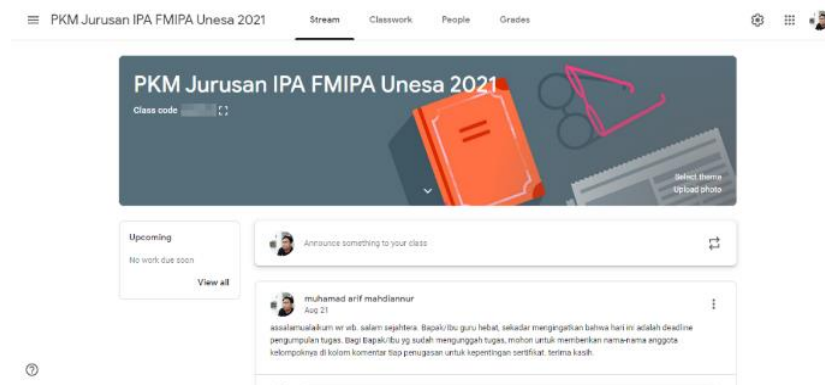 PKM Jurusan IPA FMIPA Unesa 2021
Stream Classwork People Grades
PKM Jurusan IPA FMIPA Unesa 2021
Class code
Select theme
Upload photo
Upcoming
No work due soon
View all
Announce something to your class
muhamad arif mahdiannur
Aug 21
assalamualaikum wr wb. salam sejahtera. Bapak/Ibu guru hebat, sekadar mengingatkan bahwa hari ini adalah deadline
pengumpulan tugas. Bagi Bapak/Ibu yg sudah mengunggah tugas, mohon untuk memberikan nama-nama anggota
kelompoknya di kolom komentar tiap penugasan untuk kepentingan sertifikat. terima kasih.